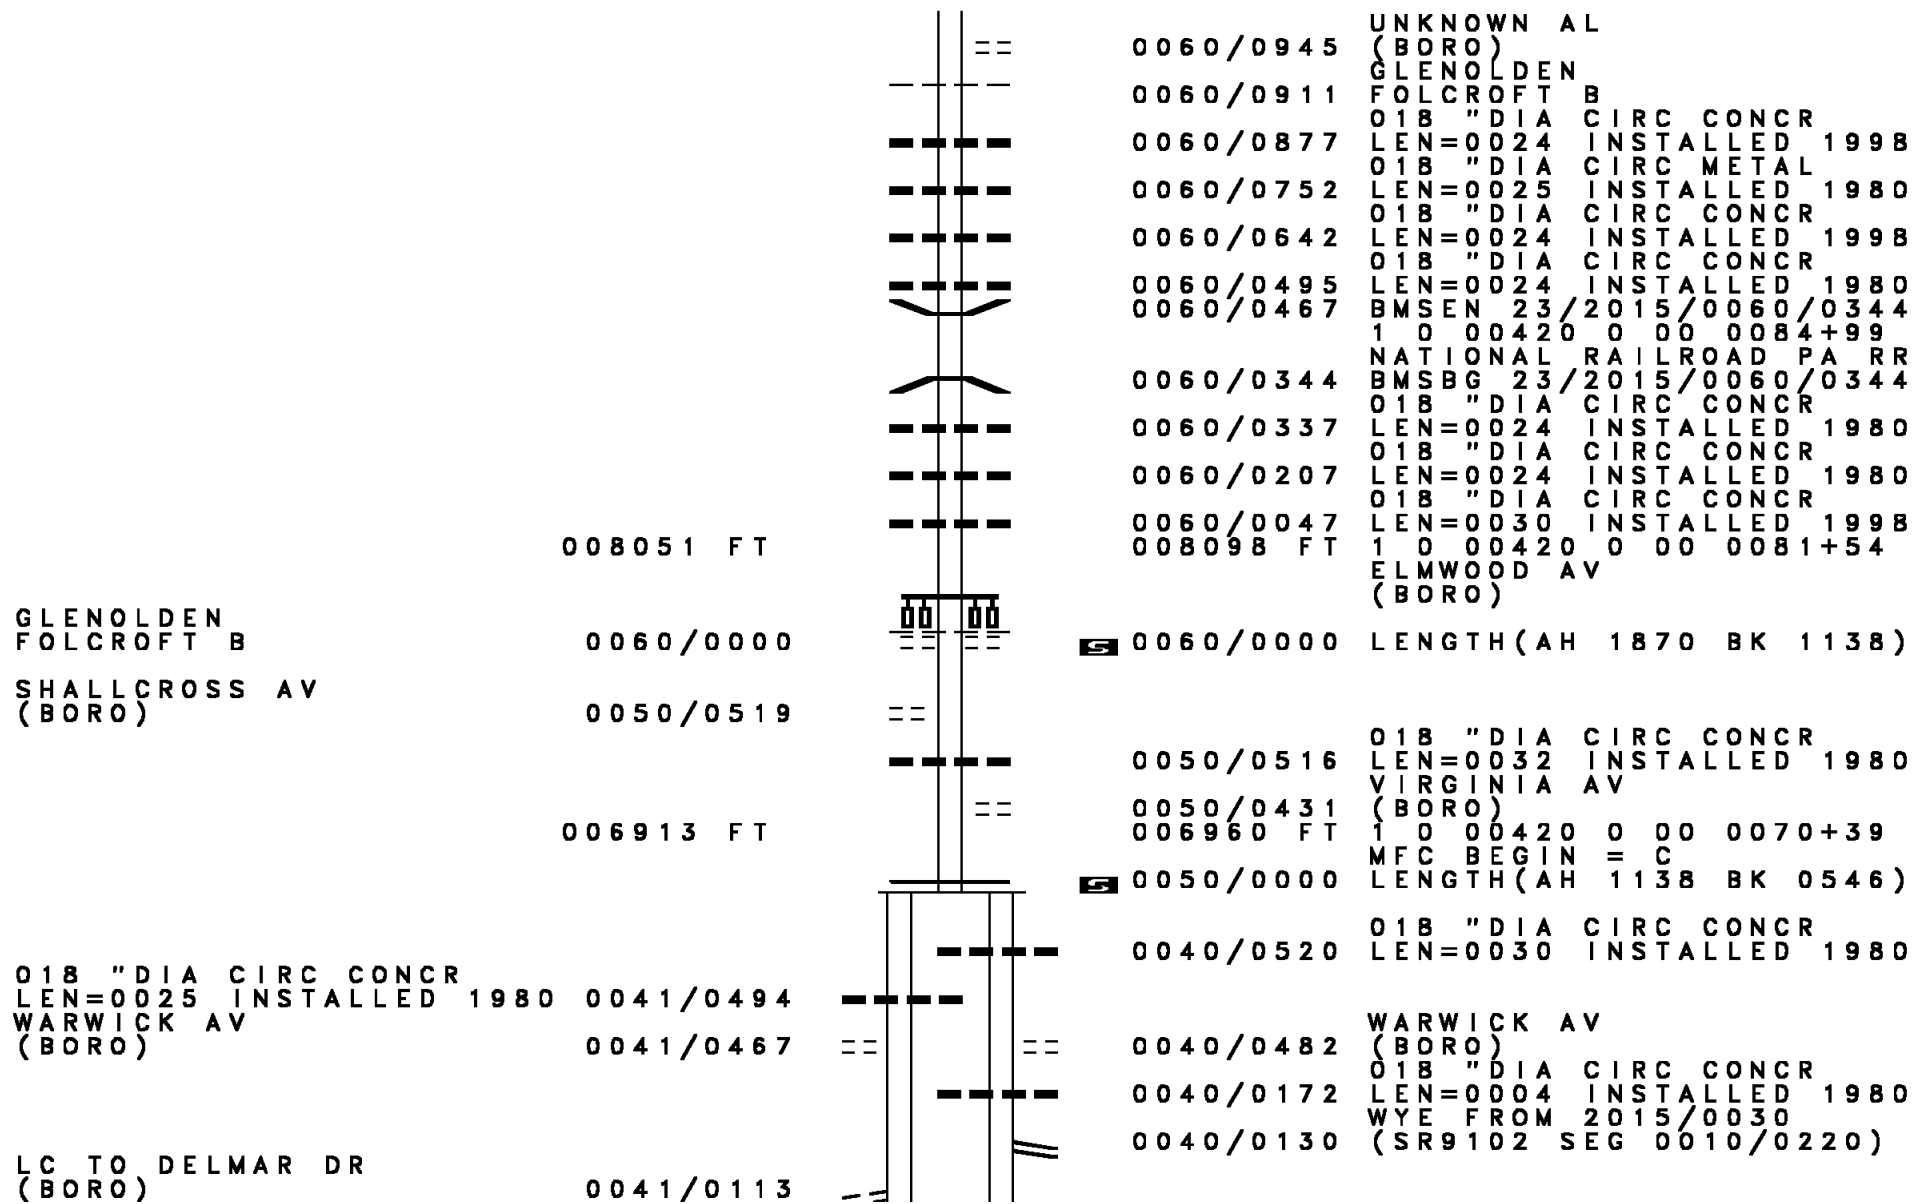 UNKNOWN AL
0060/0945 (BORO)
GLENOLDEN
0060/0911 FOLCROFT B
018 "DIA CIRC CONCR
0060/0877 LEN=0024 INSTALLED 1998
018 "DIA CIRC METAL
0060/0752 LEN=0025 INSTALLED 1980
018 "DIA CIRC CONCR
0060/0642 LEN=0024 INSTALLED 1998
018 "DIA CIRC CONCR
0060/0495 LEN=0024 INSTALLED 1980
0060/0467 BMSEN 23/2015/0060/0344
1 0 00420 0 00 0084+99
NATIONAL RAILROAD PA RR
0060/0344 BMSBG 23/2015/0060/0344
018 "DIA CIRC CONCR
0060/0337 LEN=0024 INSTALLED 1980
018 "DIA CIRC CONCR
0060/0207 LEN=0024 INSTALLED 1980
018 "DIA CIRC CONCR
0060/0047 LEN=0030 INSTALLED 1998
008051 FT 008098 FT 1 0 00420 0 00 0081+54
ELMWOOD AV
(BORO)
GLENOLDEN
FOLCROFT B 0060/0000 S 0060/0000 LENGTH(AH 1870 BK 1138)
SHALLCROSS AV
(BORO) 0050/0519
018 "DIA CIRC CONCR
0050/0516 LEN=0032 INSTALLED 1980
VIRGINIA AV
0050/0431 (BORO)
006913 FT 006960 FT 1 0 00420 0 00 0070+39
MFC BEGIN = C
S 0050/0000 LENGTH(AH 1138 BK 0546)
018 "DIA CIRC CONCR
0040/0520 LEN=0030 INSTALLED 1980
018 "DIA CIRC CONCR
LEN=0025 INSTALLED 1980 0041/0494
WARWICK AV WARWICK AV
(BORO) 0041/0467 0040/0482 (BORO)
018 "DIA CIRC CONCR
0040/0172 LEN=0004 INSTALLED 1980
WYE FROM 2015/0030
0040/0130 (SR9102 SEG 0010/0220)
LC TO DELMAR DR
(BORO) 0041/0113